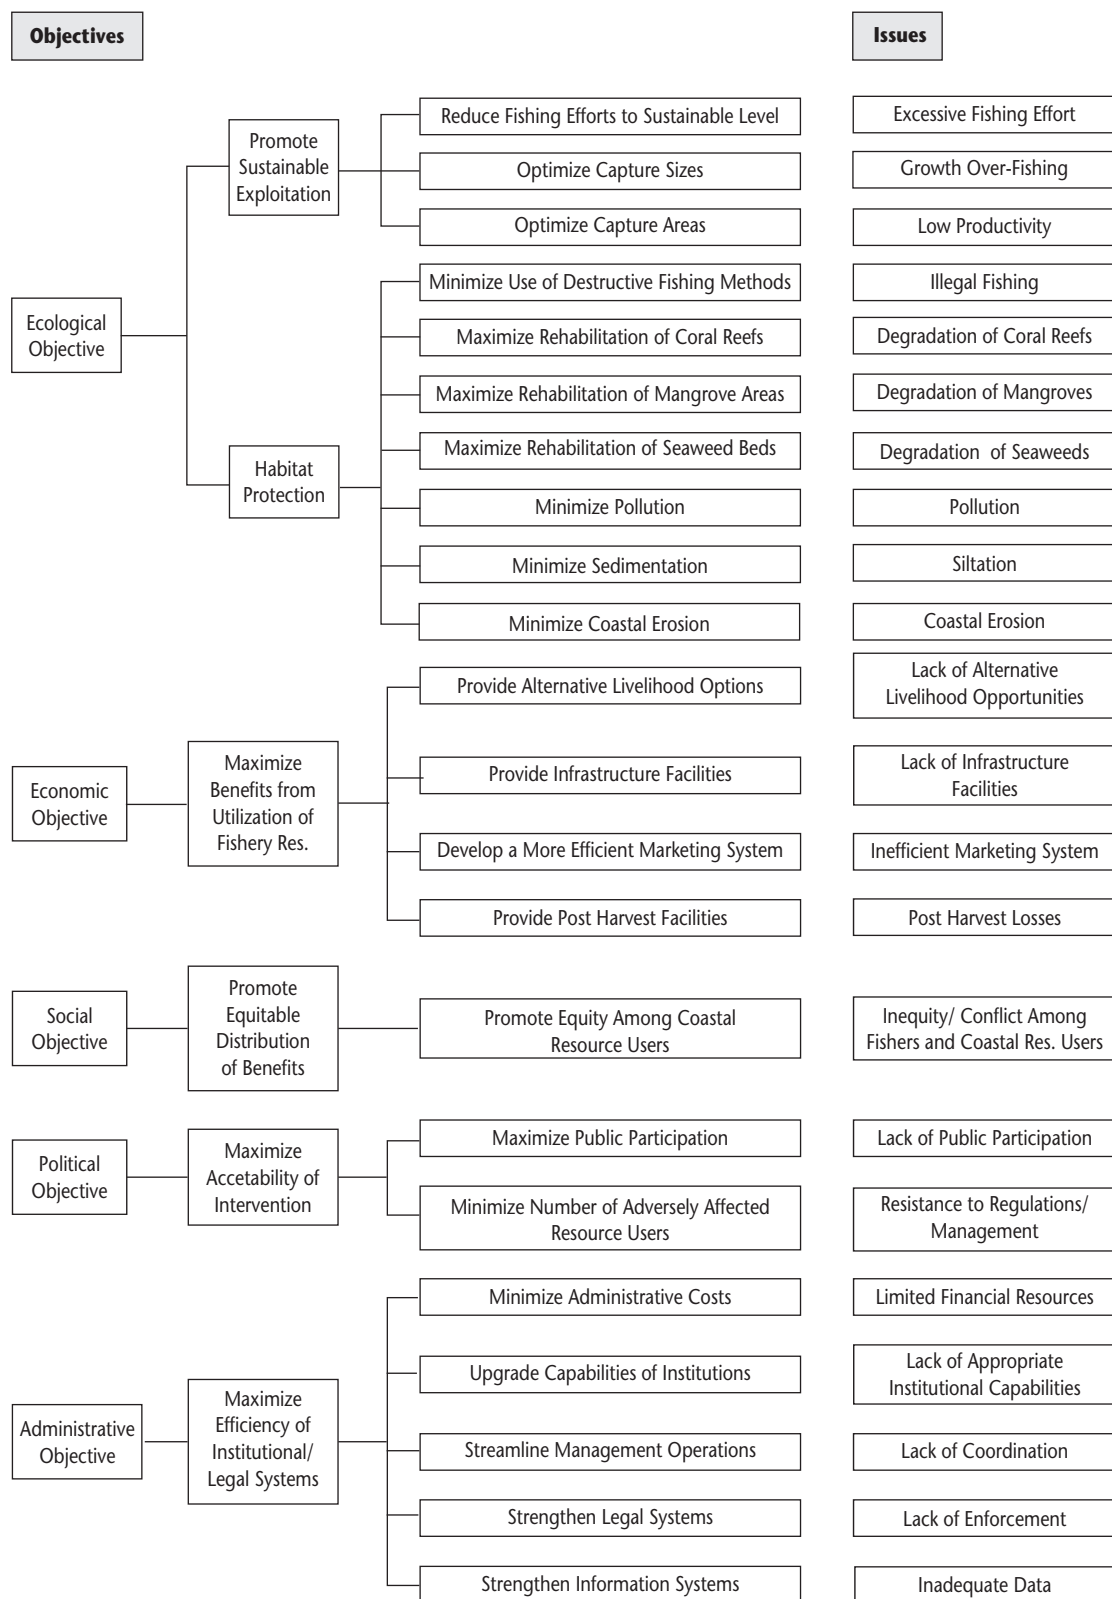 Objectives
Issues
Promote
Sustainable
Exploitation
Reduce Fishing Efforts to Sustainable Level
Excessive Fishing Effort
Optimize Capture Sizes
Growth Over-Fishing
Optimize Capture Areas
Low Productivity
Ecological
Objective
Habitat
Protection
Minimize Use of Destructive Fishing Methods
Illegal Fishing
Maximize Rehabilitation of Coral Reefs
Degradation of Coral Reefs
Maximize Rehabilitation of Mangrove Areas
Degradation of Mangroves
Maximize Rehabilitation of Seaweed Beds
Degradation of Seaweeds
Minimize Pollution
Pollution
Minimize Sedimentation
Siltation
Minimize Coastal Erosion
Coastal Erosion
Economic
Objective
Maximize
Benefits from
Utilization of
Fishery Res.
Provide Alternative Livelihood Options
Lack of Alternative
Livelihood Opportunities
Provide Infrastructure Facilities
Lack of Infrastructure
Facilities
Develop a More Efficient Marketing System
Inefficient Marketing System
Provide Post Harvest Facilities
Post Harvest Losses
Social
Objective
Promote
Equitable
Distribution
of Benefits
Promote Equity Among Coastal
Resource Users
Inequity/ Conflict Among
Fishers and Coastal Res. Users
Political
Objective
Maximize
Accetability of
Intervention
Maximize Public Participation
Lack of Public Participation
Minimize Number of Adversely Affected
Resource Users
Resistance to Regulations/
Management
Administrative
Objective
Maximize
Efficiency of
Institutional/
Legal Systems
Minimize Administrative Costs
Limited Financial Resources
Upgrade Capabilities of Institutions
Lack of Appropriate
Institutional Capabilities
Streamline Management Operations
Lack of Coordination
Strengthen Legal Systems
Lack of Enforcement
Strengthen Information Systems
Inadequate Data